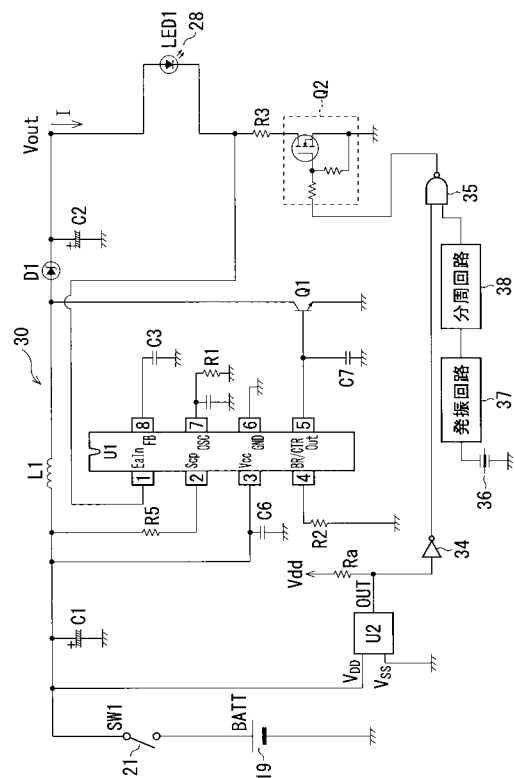 30
SW1
21
BATT
19
C1
L1
R5
C6
U1
1 Eain
2 Scp
3 Vcc
4 BR/CTR
8 FB
7 OSC
6 GND
5 Out
C3
R1
R2
C7
Q1
D1
C2
Vout
I
LED1
28
R3
Q2
VDD
VSS
U2
OUT
Vdd
Ra
34
36
発振回路
37
分周回路
38
35